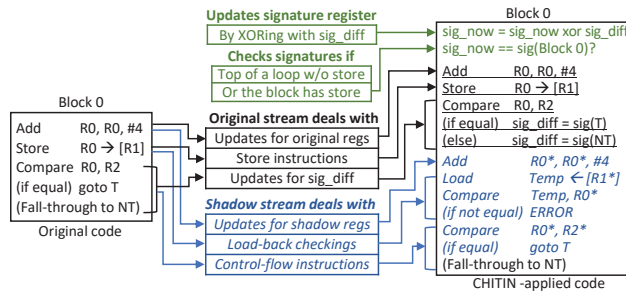 Updates signature register
By XORing with sig_diff
Checks signatures if
Top of a loop w/o store
Or the block has store
Block 0
Add R0, R0, #4
Store R0 → [R1]
Compare R0, R2
(if equal) goto T
(Fall-through to NT)
Original code
Original stream deals with
Updates for original regs
Store instructions
Updates for sig_diff
Shadow stream deals with
Updates for shadow regs
Load-back checkings
Control-flow instructions
Block 0
sig_now = sig_now xor sig_diff
sig_now == sig(Block 0)?
Add R0, R0, #4
Store R0 → [R1]
Compare R0, R2
(if equal) sig_diff = sig(T)
(else) sig_diff = sig(NT)
Add R0*, R0*, #4
Load Temp ← [R1*]
Compare Temp, R0*
(if not equal) ERROR
Compare R0*, R2*
(if equal) goto T
(Fall-through to NT)
CHITIN -applied code